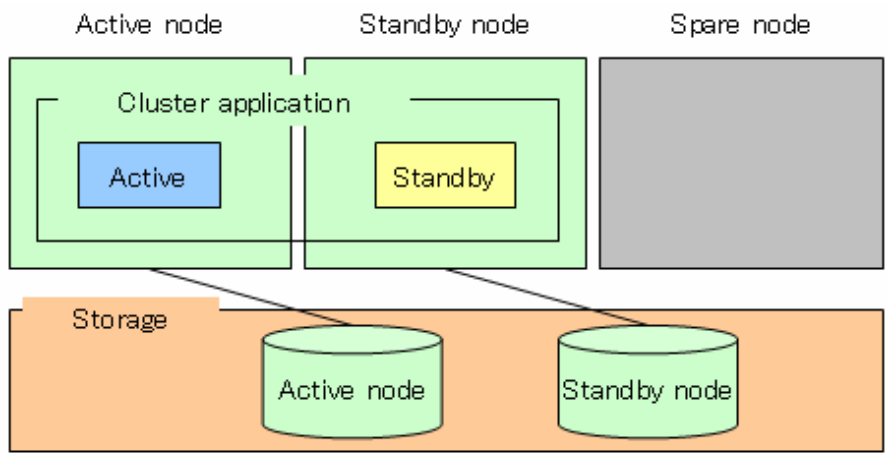 Active node
Standby node
Spare node
Cluster application
Active
Standby
Storage
Active node
Standby node